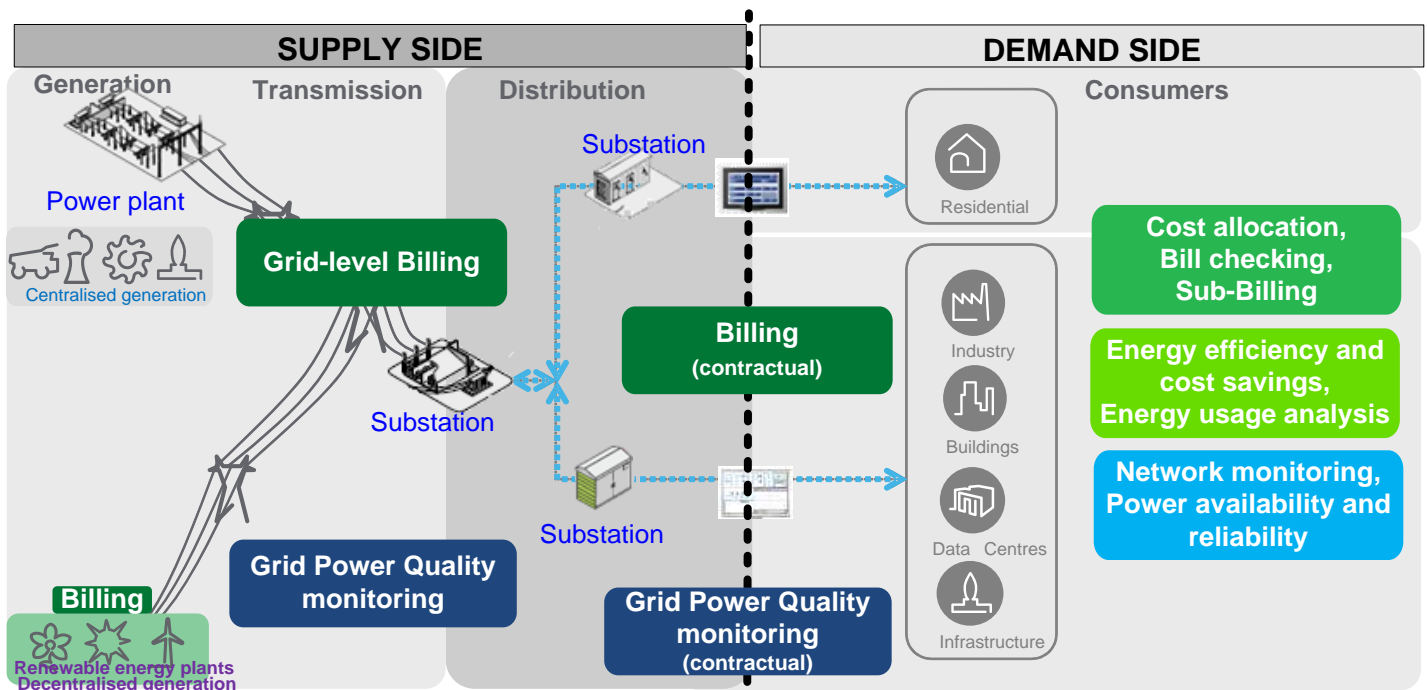 SUPPLY SIDE
DEMAND SIDE
Generation
Transmission
Distribution
Consumers
Power plant
Centralised generation
Grid-level Billing
Substation
Substation
Substation
Residential
Billing
(contractual)
Industry
Buildings
Data Centres
Infrastructure
Cost allocation,
Bill checking,
Sub-Billing
Energy efficiency and
cost savings,
Energy usage analysis
Network monitoring,
Power availability and
reliability
Grid Power Quality
monitoring
Grid Power Quality
monitoring
(contractual)
Billing
Renewable energy plants
Decentralised generation